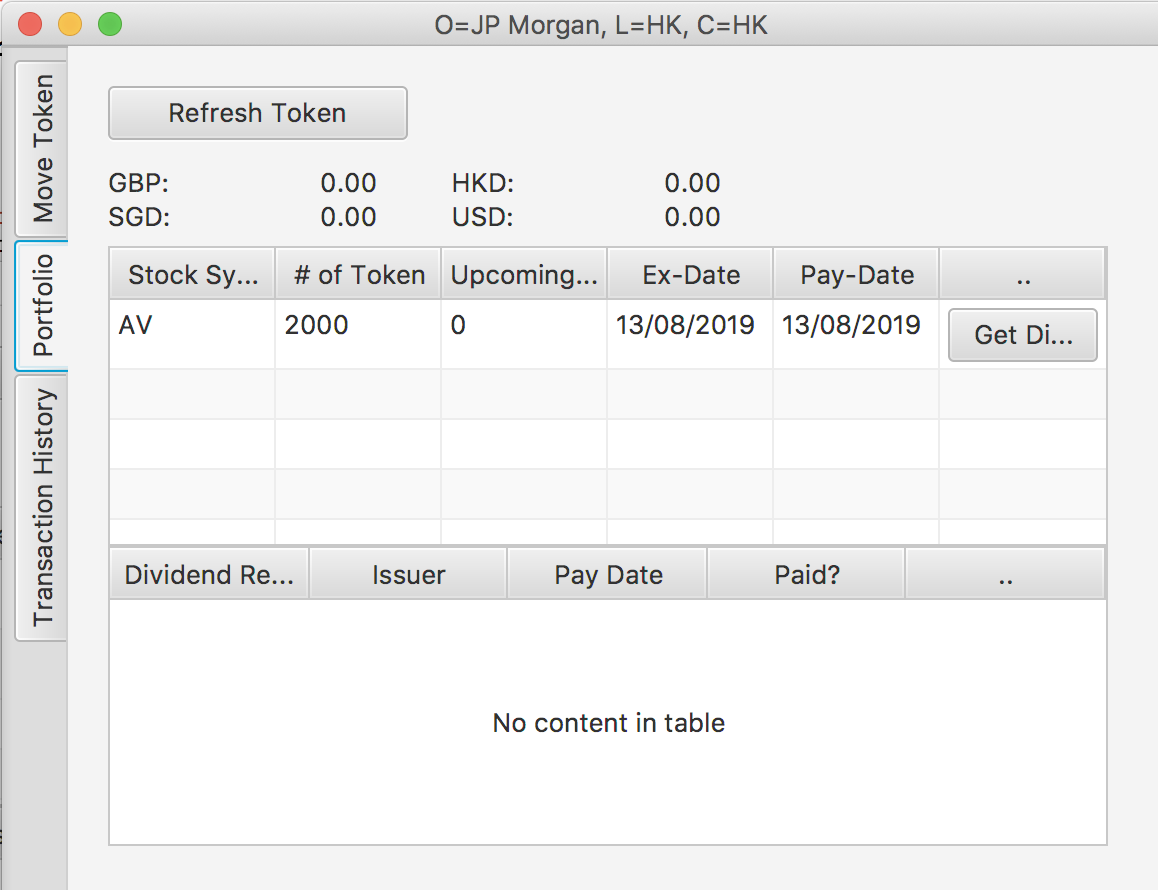 O=JP Morgan, L=HK, C=HK
Move Token
Portfolio
Transaction History
Refresh Token
GBP: 0.00 HKD: 0.00
SGD: 0.00 USD: 0.00
Stock Sy... # of Token Upcoming... Ex-Date Pay-Date ..
AV 2000 0 13/08/2019 13/08/2019 Get Di...
Dividend Re... Issuer Pay Date Paid? ..
No content in table